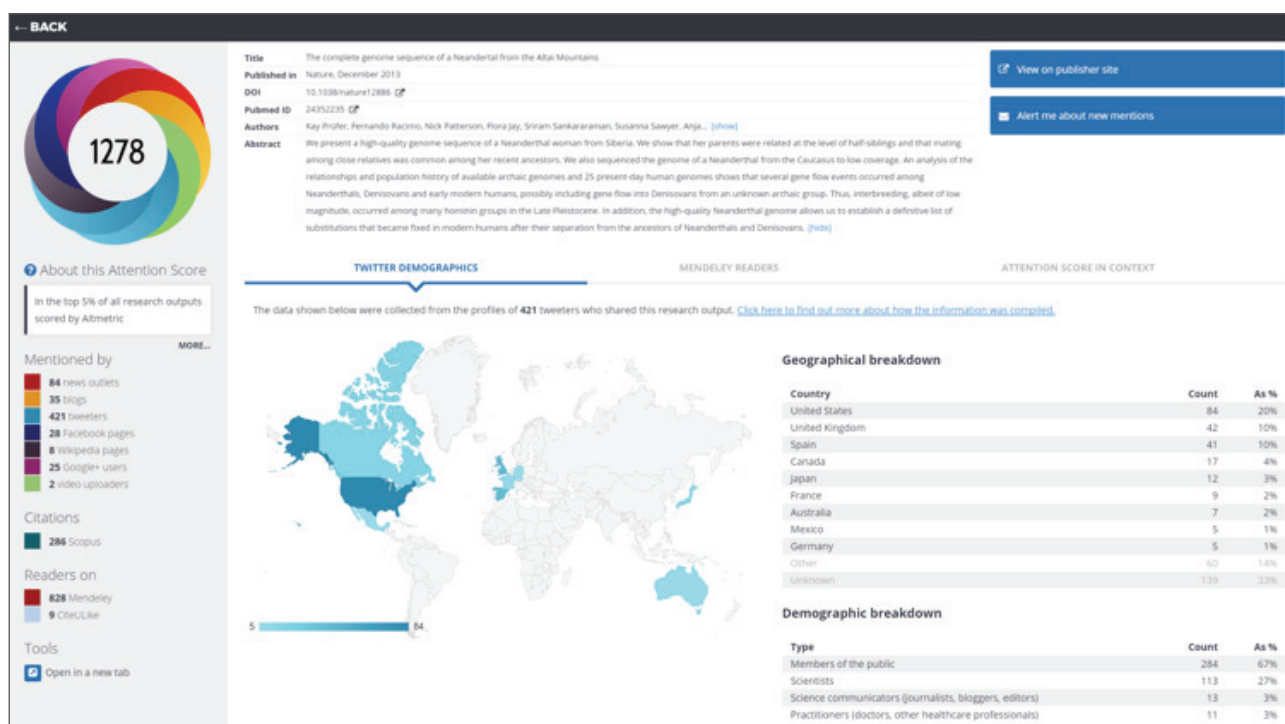 ← BACK
1278
Title The complete genome sequence of a Neandertal from the Altai Mountains
Published in Nature, December 2013
DOI 10.1038/nature12886
Pubmed ID 24352235
Authors Kay Prüfer, Fernando Racimo, Nick Patterson, Flora Jay, Sriram Sankararaman, Susanna Sawyer, Anja... [show]
Abstract We present a high-quality genome sequence of a Neanderthal woman from Siberia. We show that her parents were related at the level of half-siblings and that mating
among close relatives was common among her recent ancestors. We also sequenced the genome of a Neanderthal from the Caucasus to low coverage. An analysis of the
relationships and population history of available archaic genomes and 25 present-day human genomes shows that several gene flow events occurred among
Neanderthals, Denisovans and early modern humans, possibly including gene flow into Denisovans from an unknown archaic group. Thus, interbreeding, albeit of low
magnitude, occurred among many hominin groups in the Late Pleistocene. In addition, the high-quality Neanderthal genome allows us to establish a definitive list of
substitutions that became fixed in modern humans after their separation from the ancestors of Neanderthals and Denisovans. [hide]
View on publisher site
Alert me about new mentions
About this Attention Score
In the top 5% of all research outputs
scored by Altmetric
MORE...
Mentioned by
84 news outlets
35 blogs
421 tweeters
28 Facebook pages
8 Wikipedia pages
25 Google+ users
2 video uploaders
Citations
286 Scopus
Readers on
828 Mendeley
9 CiteULike
Tools
Open in a new tab
TWITTER DEMOGRAPHICS
MENDELEY READERS
ATTENTION SCORE IN CONTEXT
The data shown below were collected from the profiles of 421 tweeters who shared this research output. Click here to find out more about how the information was compiled.
5 84
Geographical breakdown
Country Count As %
United States 84 20%
United Kingdom 42 10%
Spain 41 10%
Canada 17 4%
Japan 12 3%
France 9 2%
Australia 7 2%
Mexico 5 1%
Germany 5 1%
Other 60 14%
Unknown 139 33%
Demographic breakdown
Type Count As %
Members of the public 284 67%
Scientists 113 27%
Science communicators (journalists, bloggers, editors) 13 3%
Practitioners (doctors, other healthcare professionals) 11 3%